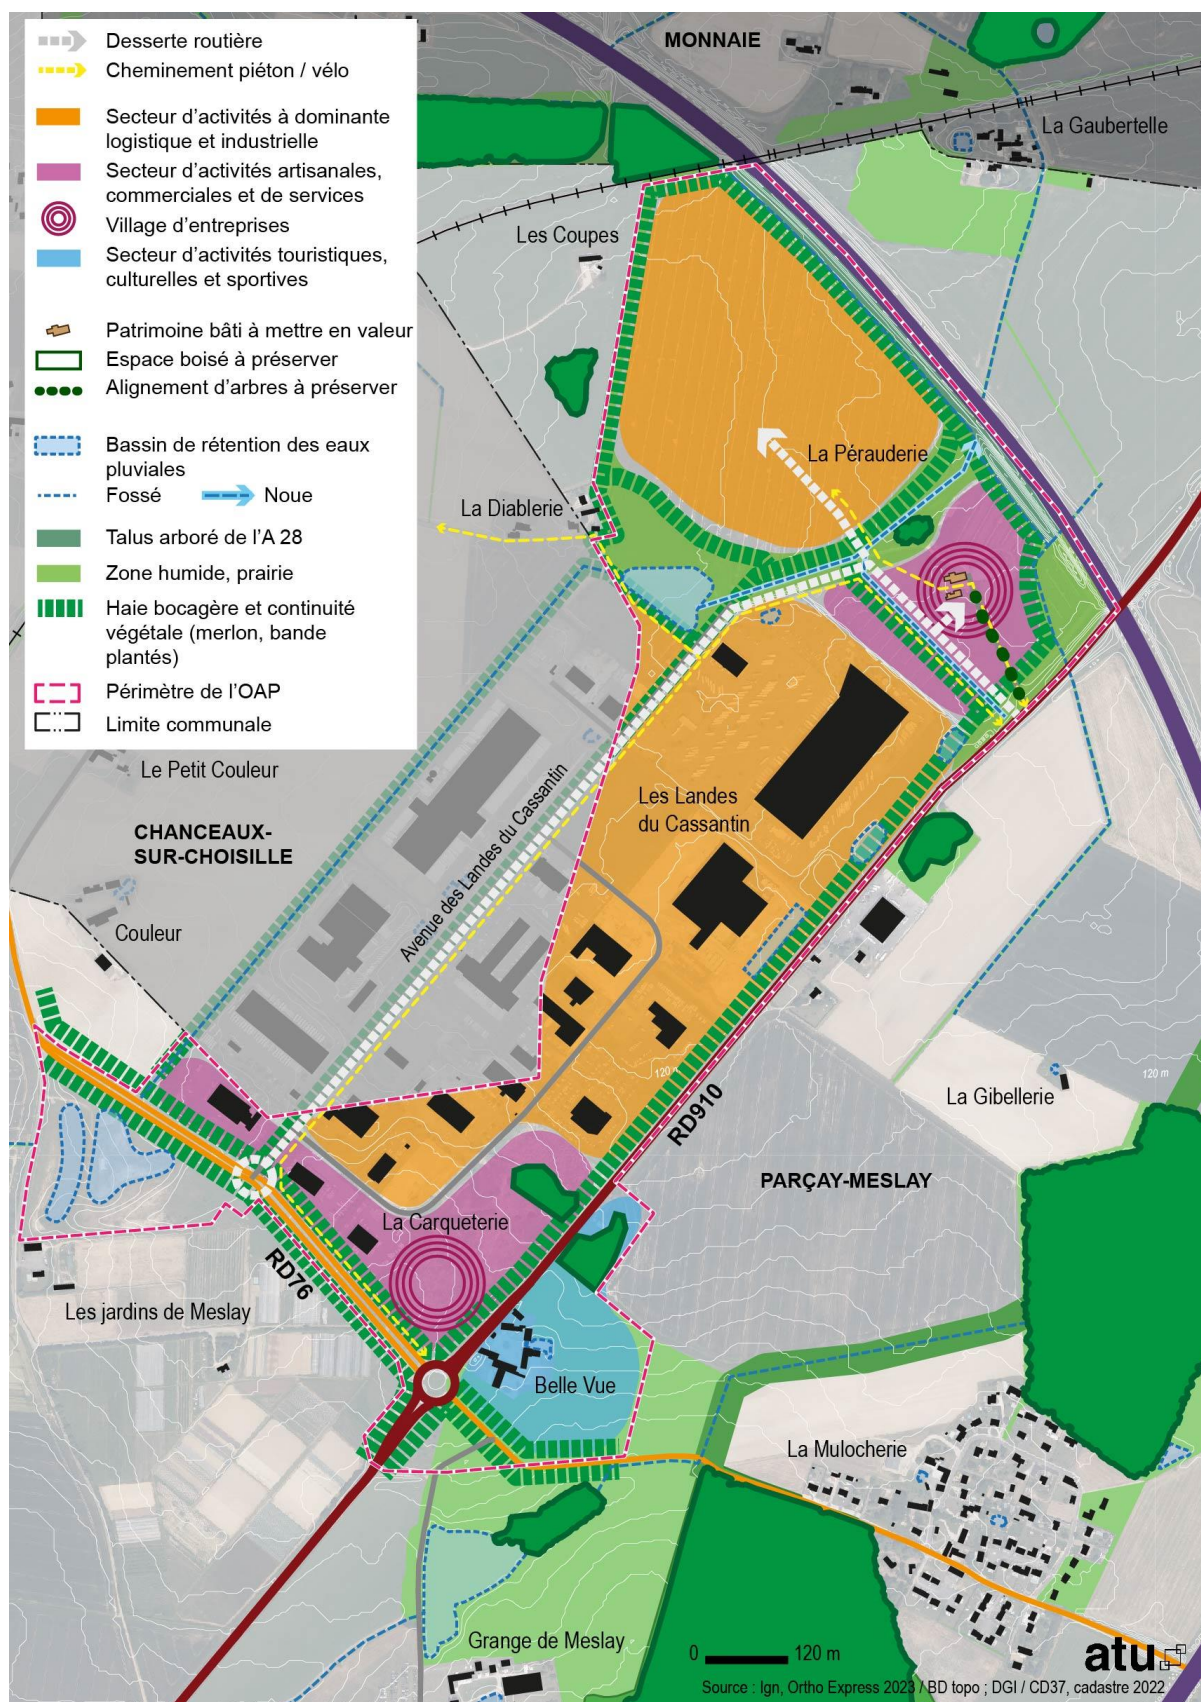 Desserte routière
Cheminement piéton / vélo
Secteur d'activités à dominante
logistique et industrielle
Secteur d'activités artisanales,
commerciales et de services
Village d'entreprises
Secteur d'activités touristiques,
culturelles et sportives
Patrimoine bâti à mettre en valeur
Espace boisé à préserver
Alignement d'arbres à préserver
Bassin de rétention des eaux
pluviales
Fossé
Noue
Talus arboré de l'A 28
Zone humide, prairie
Haie bocagère et continuité
végétale (merlon, bande
plantés)
Périmètre de l'OAP
Limite communale
MONNAIE
La Gaubertelle
Les Coupes
La Pérauderie
La Diablerie
Le Petit Couleur
CHANCEAUX-
SUR-CHOISILLE
Les Landes
du Cassantin
Avenue des Landes du Cassantin
Couleur
120 m
120 m
RD910
La Gibellerie
PARÇAY-MESLAY
La Carqueterie
RD76
Les jardins de Meslay
Belle Vue
La Mulocherie
Grange de Meslay
0 120 m
atu
Source : Ign, Ortho Express 2023 / BD topo ; DGI / CD37, cadastre 2022